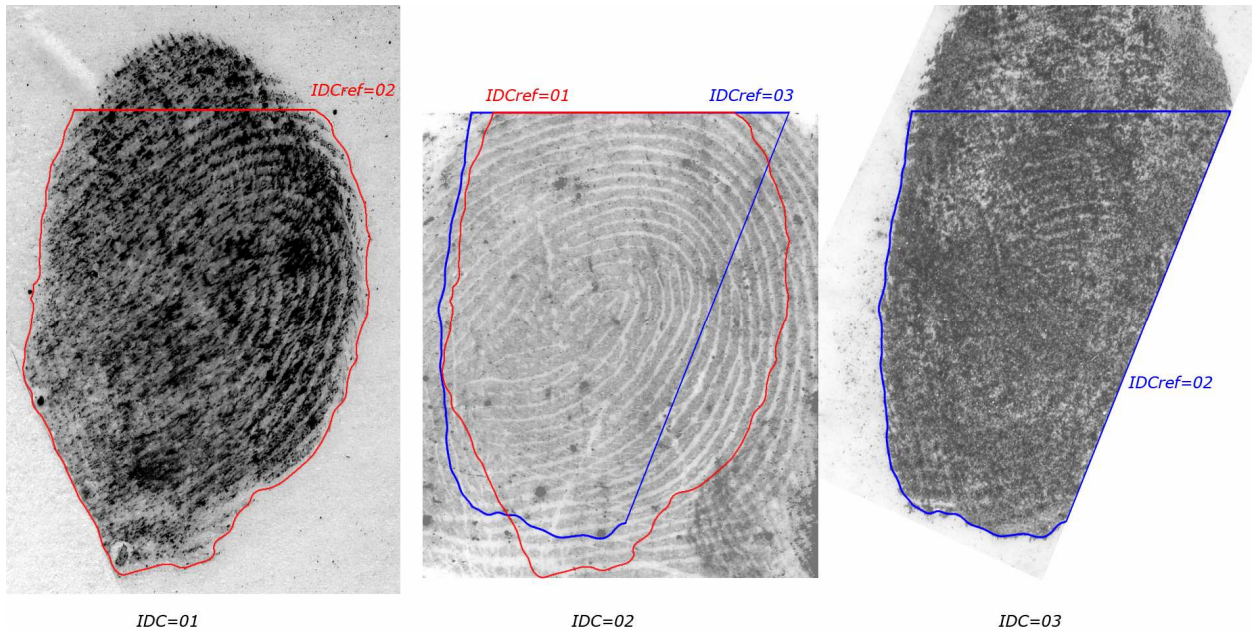 IDCref=02
IDCref=01
IDCref=03
IDCref=02
IDC=01
IDC=02
IDC=03